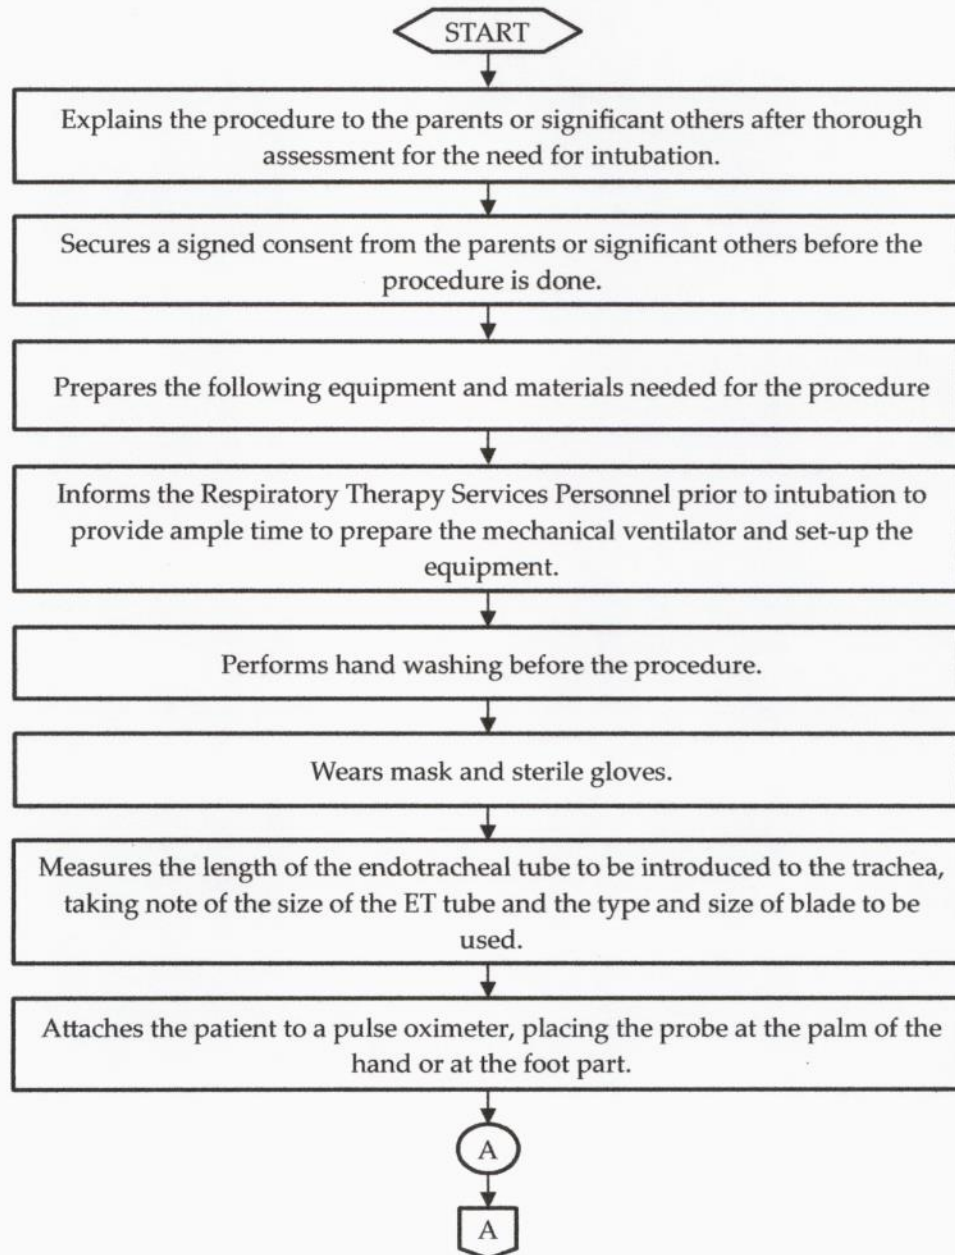 START
Explains the procedure to the parents or significant others after thorough
assessment for the need for intubation.
Secures a signed consent from the parents or significant others before the
procedure is done.
Prepares the following equipment and materials needed for the procedure
Informs the Respiratory Therapy Services Personnel prior to intubation to
provide ample time to prepare the mechanical ventilator and set-up the
equipment.
Performs hand washing before the procedure.
Wears mask and sterile gloves.
Measures the length of the endotracheal tube to be introduced to the trachea,
taking note of the size of the ET tube and the type and size of blade to be
used.
Attaches the patient to a pulse oximeter, placing the probe at the palm of the
hand or at the foot part.
A
A